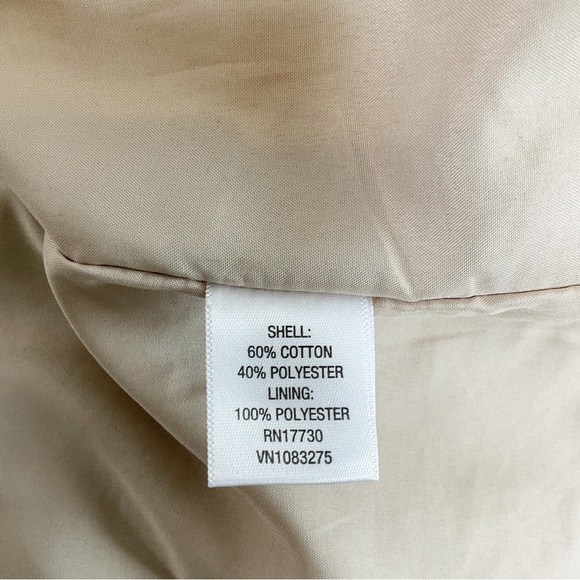 SHELL:
60% COTTON
40% POLYESTER
LINING:
100% POLYESTER
RN17730
VN1083275